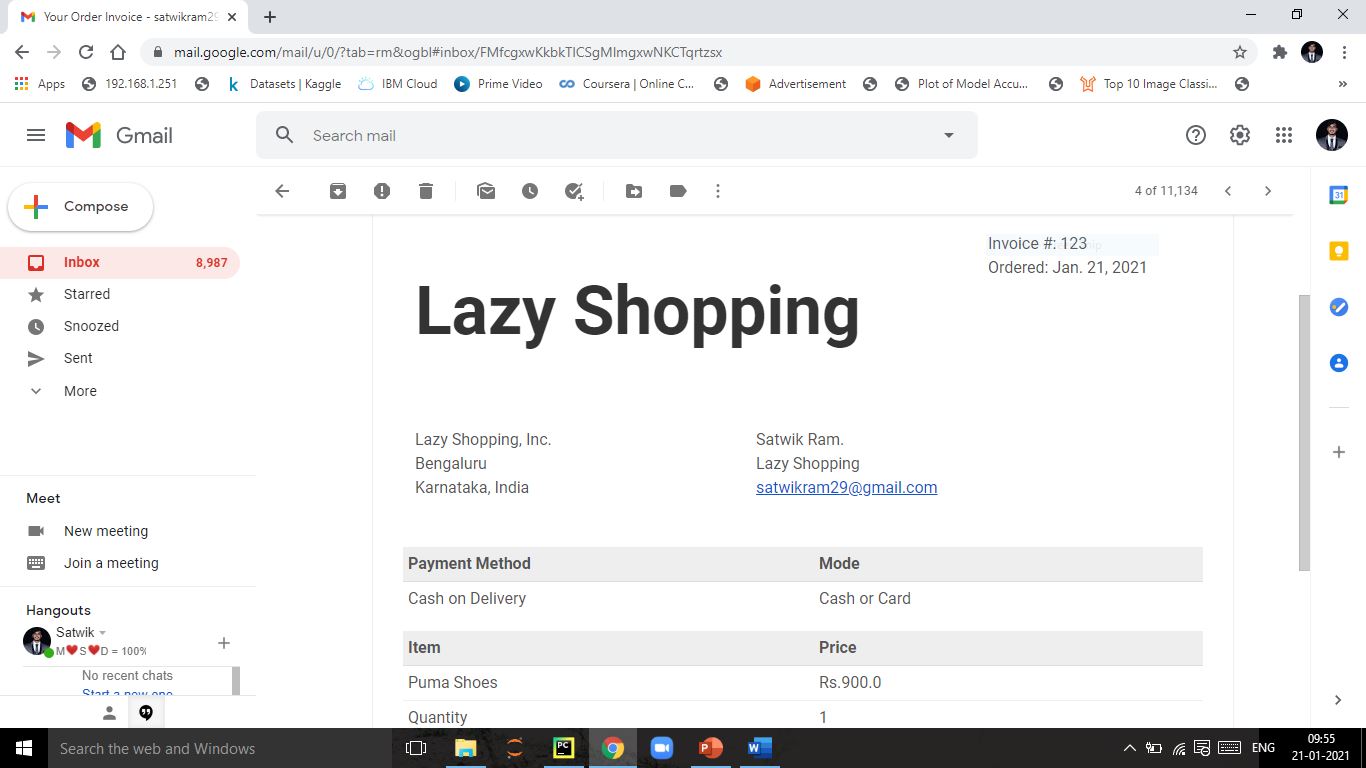 Your Order Invoice - satwikram29
mail.google.com/mail/u/0/?tab=rm&ogbl#inbox/FMfcgxwKkbkTlCSgMlmgxwNKCTqrtzsx
Apps 192.168.1.251 Datasets | Kaggle IBM Cloud Prime Video Coursera | Online C... Advertisement Plot of Model Accu... Top 10 Image Classi... »
Gmail
Search mail
4 of 11,134
Compose
Inbox 8,987
Starred
Snoozed
Sent
More
Meet
New meeting
Join a meeting
Hangouts
Satwik
M❤️S❤️D = 100%
No recent chats
Start a new one
Invoice #: 123
Ordered: Jan. 21, 2021
Lazy Shopping
Lazy Shopping, Inc.
Bengaluru
Karnataka, India
Satwik Ram.
Lazy Shopping
satwikram29@gmail.com
Payment Method Mode
Cash on Delivery Cash or Card
Item Price
Puma Shoes Rs.900.0
Quantity 1
31
Search the web and Windows
PC
ENG
09:55
21-01-2021